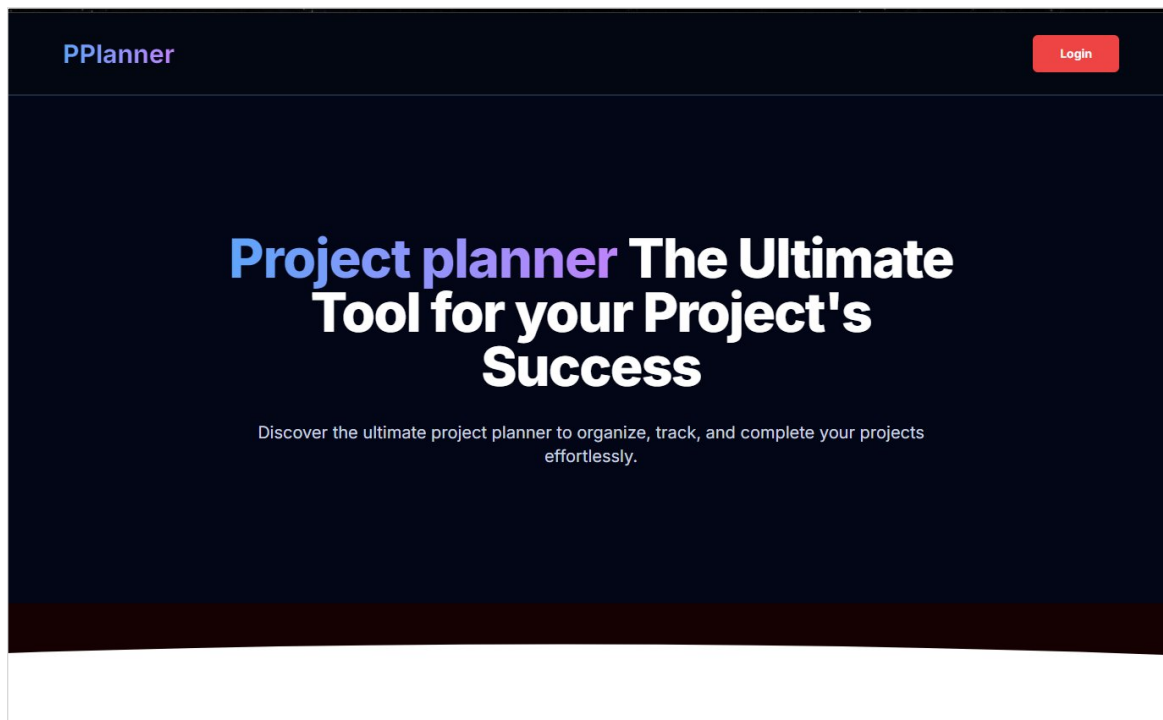 PPlanner
Login
Project planner The Ultimate
Tool for your Project's
Success
Discover the ultimate project planner to organize, track, and complete your projects
effortlessly.